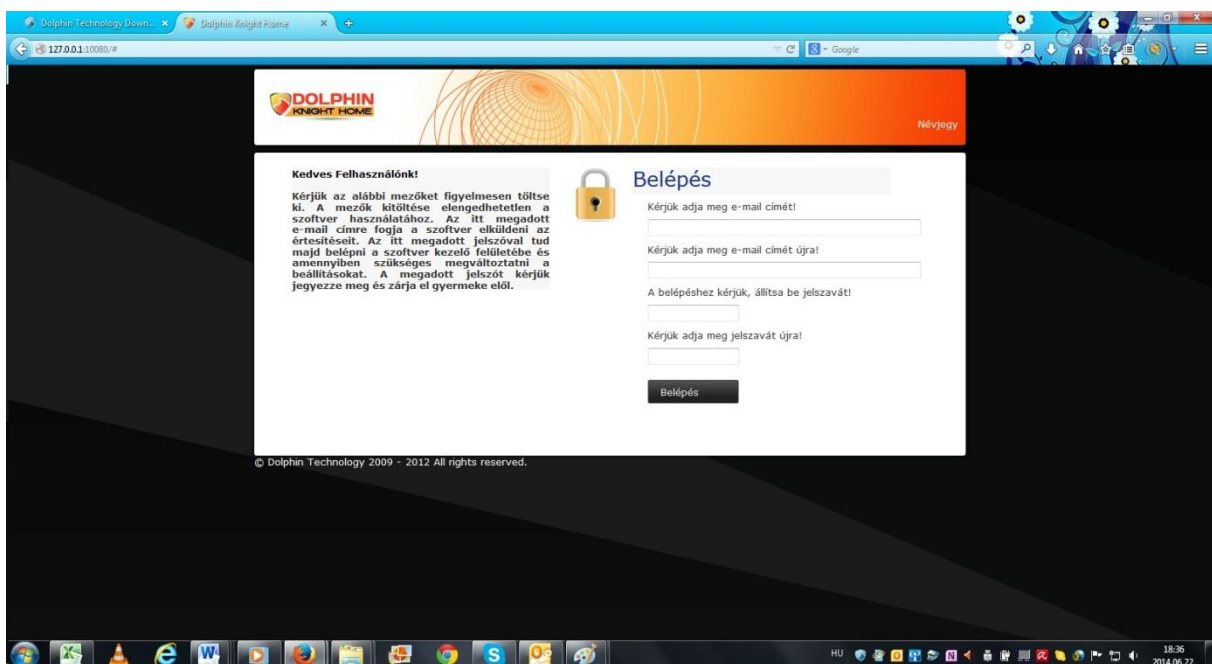 Dolphin Technology Down...
Dolphin Knight Home
127.0.0.1:10080/#
Google
DOLPHIN
KNIGHT HOME
Névjegy
Kedves Felhasználónk!
Kérjük az alábbi mezőket figyelmesen töltse
ki. A mezők kitöltése elengedhetetlen a
szoftver használatához. Az itt megadott
e-mail címre fogja a szoftver elküldeni az
értesítéseit. Az itt megadott jelszóval tud
majd belépni a szoftver kezelő felületébe és
amennyiben szükséges megváltoztatni a
beállításokat. A megadott jelszót kérjük
jegyezze meg és zárja el gyermeke elől.
Belépés
Kérjük adja meg e-mail címét!
Kérjük adja meg e-mail címét újra!
A belépéshez kérjük, állítsa be jelszavát!
Kérjük adja meg jelszavát újra!
Belépés
© Dolphin Technology 2009 - 2012 All rights reserved.
HU
18:36
2014.06.22.